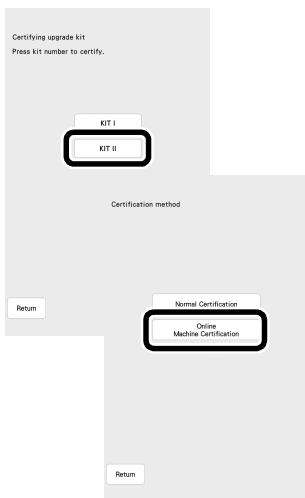 Certifying upgrade kit
Press kit number to certify.
KIT I
KIT II
Return
Certification method
Normal Certification
Online
Machine Certification
Return